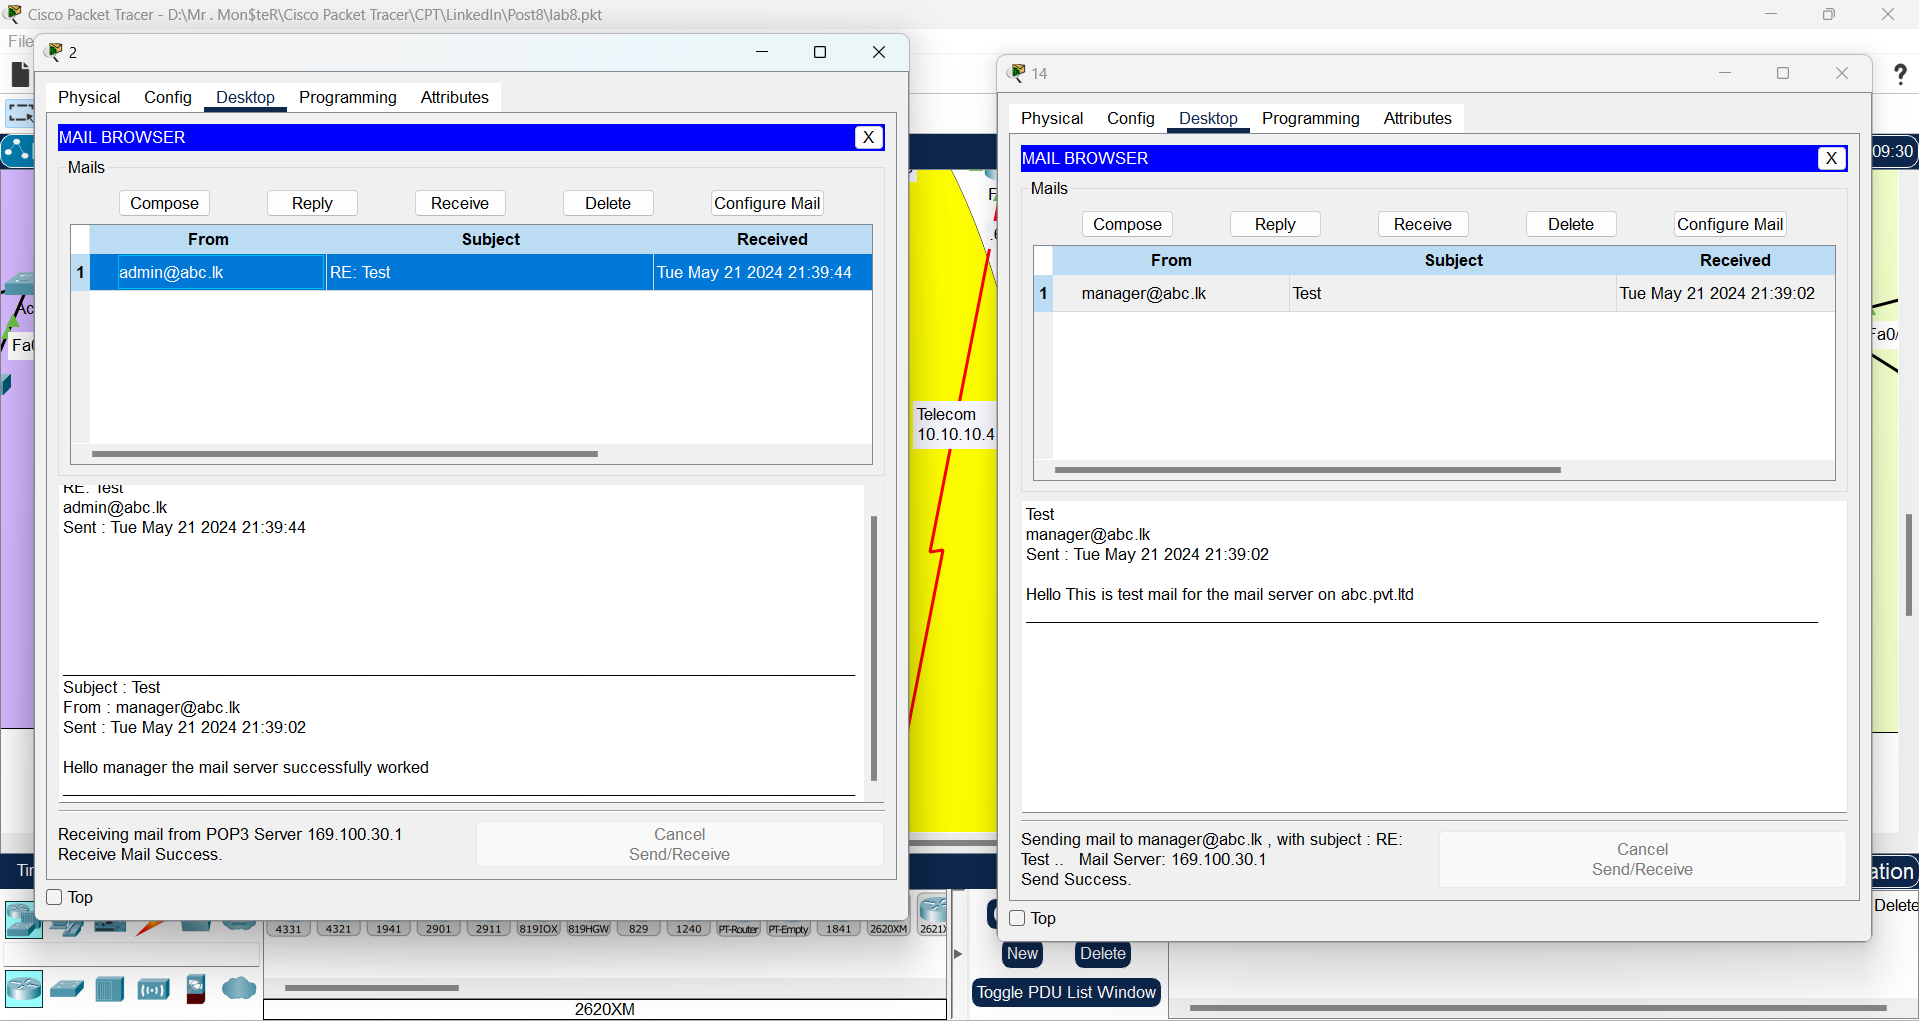 Cisco Packet Tracer - D:\Mr . Mon$teR\Cisco Packet Tracer\CPT\LinkedIn\Post8\lab8.pkt
File
2
Physical Config Desktop Programming Attributes
MAIL BROWSER X
Mails
Compose Reply Receive Delete Configure Mail
From Subject Received
1 admin@abc.lk RE: Test Tue May 21 2024 21:39:44
RE: Test
admin@abc.lk
Sent : Tue May 21 2024 21:39:44
Subject : Test
From : manager@abc.lk
Sent : Tue May 21 2024 21:39:02
Hello manager the mail server successfully worked
Receiving mail from POP3 Server 169.100.30.1
Receive Mail Success.
Cancel
Send/Receive
Top
14
Physical Config Desktop Programming Attributes
MAIL BROWSER X
Mails
Compose Reply Receive Delete Configure Mail
From Subject Received
1 manager@abc.lk Test Tue May 21 2024 21:39:02
Test
manager@abc.lk
Sent : Tue May 21 2024 21:39:02
Hello This is test mail for the mail server on abc.pvt.ltd
Sending mail to manager@abc.lk , with subject : RE:
Test .. Mail Server: 169.100.30.1
Send Success.
Cancel
Send/Receive
Top
?
09:30
Telecom
10.10.10.4
Fa0/
Delete
4331 4321 1941 2901 2911 819IOX 819HGW 829 1240 PT-Router PT-Empty 1841 2620XM
2620XM
New Delete
Toggle PDU List Window